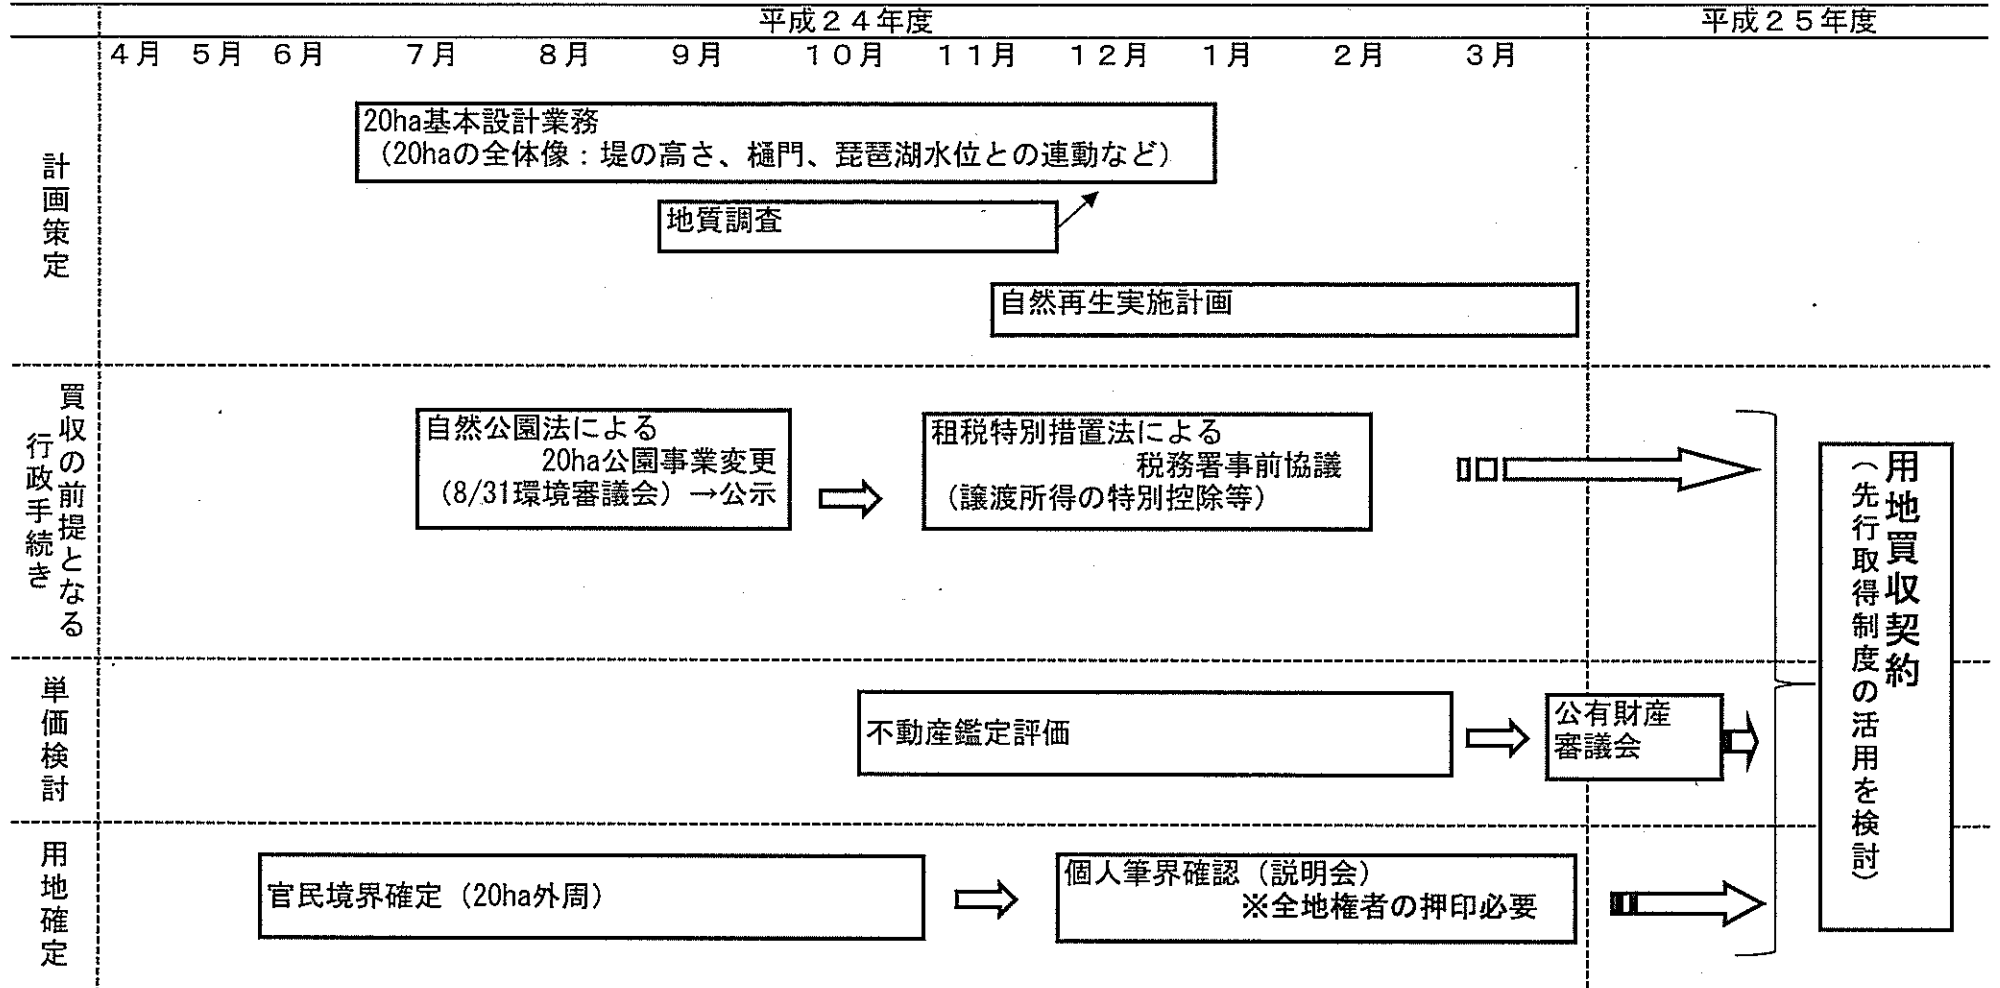 平成２４年度
平成２５年度
４月 ５月 ６月 ７月 ８月 ９月 １０月 １１月 １２月 １月 ２月 ３月
計画策定
20ha基本設計業務
（20haの全体像：堤の高さ、樋門、琵琶湖水位との連動など）
地質調査
自然再生実施計画
買収の前提となる
行政手続き
自然公園法による
20ha公園事業変更
（8/31環境審議会）→公示
租税特別措置法による
税務署事前協議
（譲渡所得の特別控除等）
単価検討
不動産鑑定評価
公有財産
審議会
用地確定
官民境界確定（20ha外周）
個人筆界確認（説明会）
※全地権者の押印必要
用地買収契約
（先行取得制度の活用を検討）